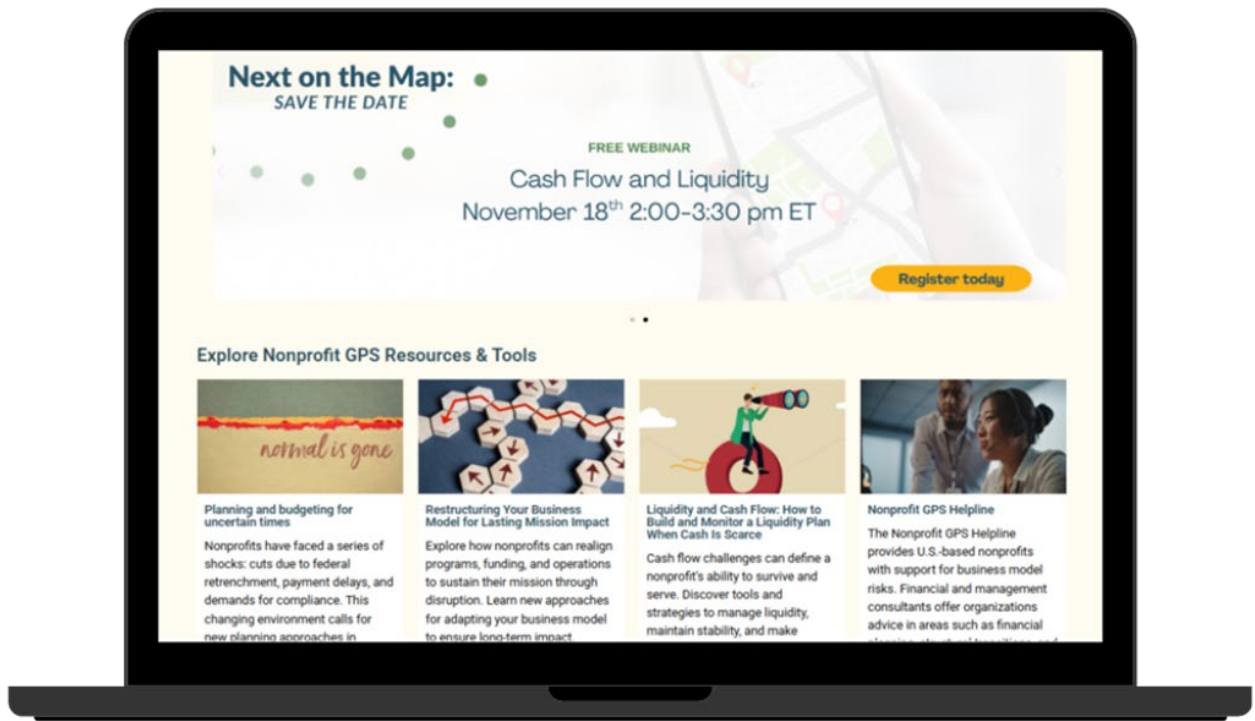 Next on the Map:
SAVE THE DATE
FREE WEBINAR
Cash Flow and Liquidity
November 18th 2:00-3:30 pm ET
Register today
Explore Nonprofit GPS Resources & Tools
normal is gone
Planning and budgeting for
uncertain times
Nonprofits have faced a series of
shocks: cuts due to federal
retrenchment, payment delays, and
demands for compliance. This
changing environment calls for
new planning approaches in
Restructuring Your Business
Model for Lasting Mission Impact
Explore how nonprofits can realign
programs, funding, and operations
to sustain their mission through
disruption. Learn new approaches
for adapting your business model
to ensure long-term impact.
Liquidity and Cash Flow: How to
Build and Monitor a Liquidity Plan
When Cash Is Scarce
Cash flow challenges can define a
nonprofit's ability to survive and
serve. Discover tools and
strategies to manage liquidity,
maintain stability, and make
Nonprofit GPS Helpline
The Nonprofit GPS Helpline
provides U.S.-based nonprofits
with support for business model
risks. Financial and management
consultants offer organizations
advice in areas such as financial